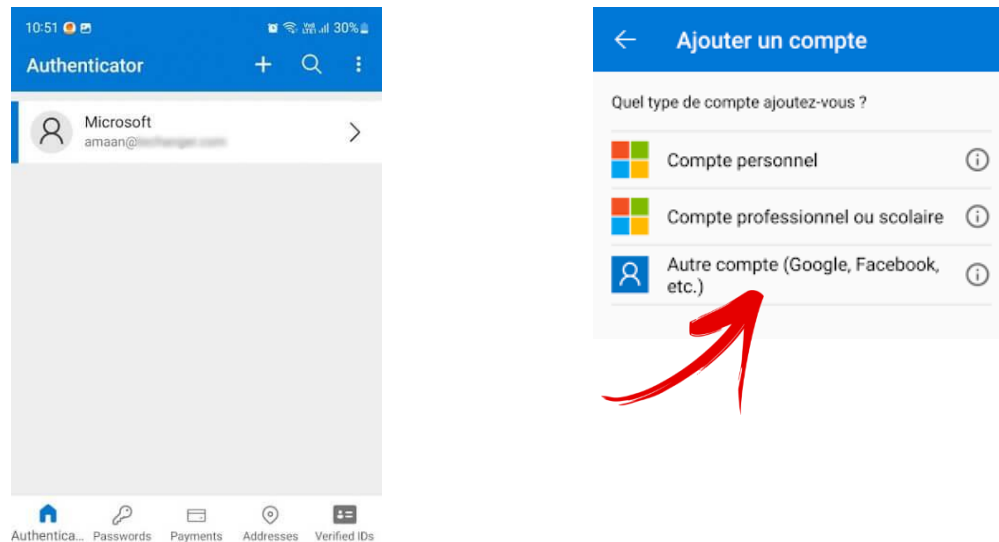 10:51
30%
Authenticator
Microsoft
amaan@
Authentica... Passwords Payments Addresses Verified IDs
Ajouter un compte
Quel type de compte ajoutez-vous ?
Compte personnel
Compte professionnel ou scolaire
Autre compte (Google, Facebook,
etc.)